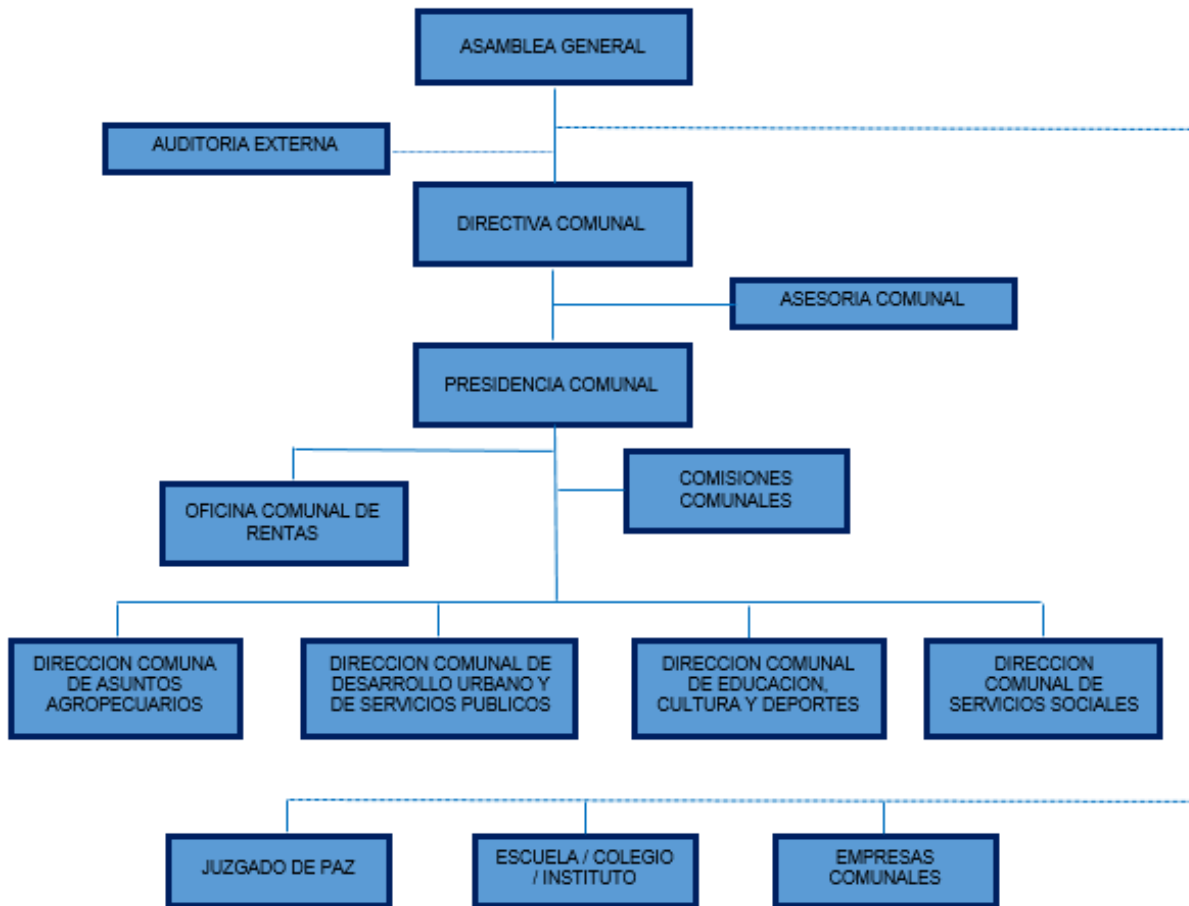 ASAMBLEA GENERAL
AUDITORIA EXTERNA
DIRECTIVA COMUNAL
ASESORIA COMUNAL
PRESIDENCIA COMUNAL
COMISIONES
COMUNALES
OFICINA COMUNAL DE
RENTAS
DIRECCION COMUNA
DE ASUNTOS
AGROPECUARIOS
DIRECCION COMUNAL DE
DESARROLLO URBANO Y
DE SERVICIOS PUBLICOS
DIRECCION COMUNAL
DE EDUCACION,
CULTURA Y DEPORTES
DIRECCION
COMUNAL DE
SERVICIOS SOCIALES
JUZGADO DE PAZ
ESCUELA / COLEGIO
/ INSTITUTO
EMPRESAS
COMUNALES